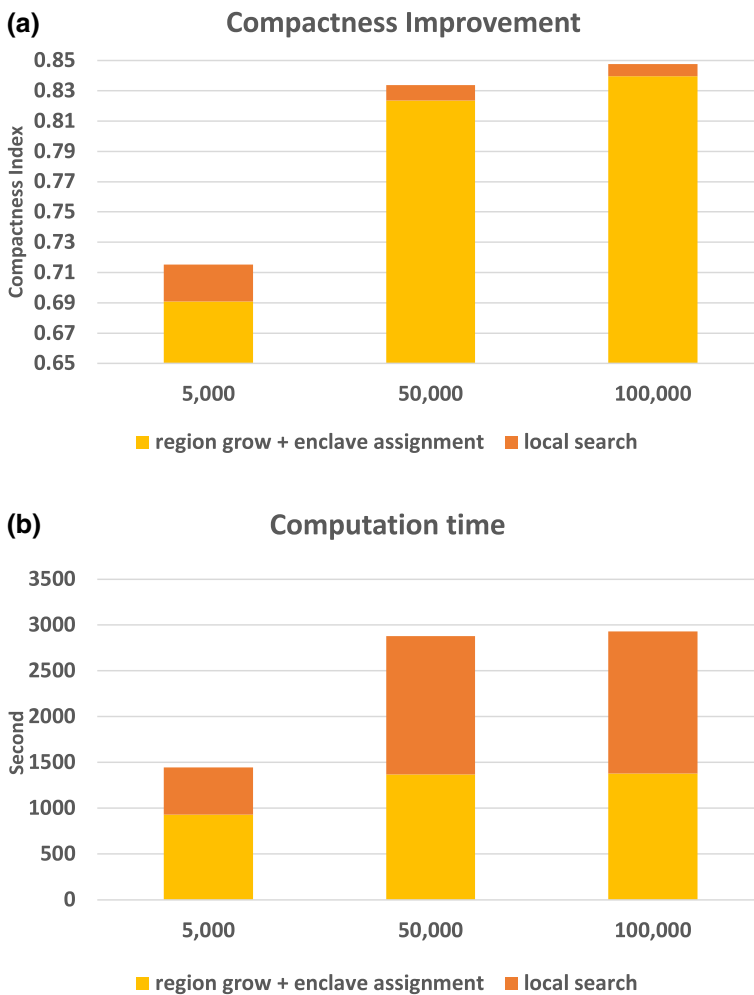 (a)
Compactness Improvement
Compactness Index
0.85
0.83
0.81
0.79
0.77
0.75
0.73
0.71
0.69
0.67
0.65
5,000 50,000 100,000
region grow + enclave assignment local search
(b)
Computation time
Second
3500
3000
2500
2000
1500
1000
500
0
5,000 50,000 100,000
region grow + enclave assignment local search